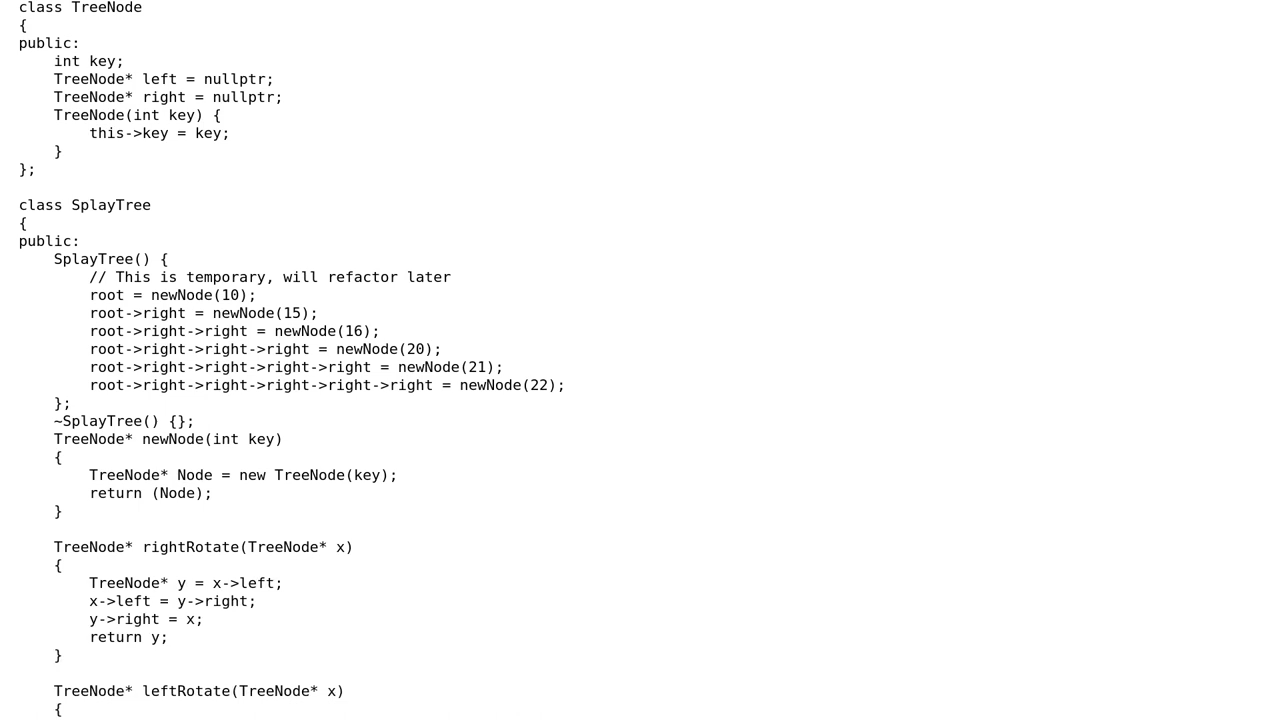 class TreeNode
{
public:
    int key;
    TreeNode* left = nullptr;
    TreeNode* right = nullptr;
    TreeNode(int key) {
        this->key = key;
    }
};

class SplayTree
{
public:
    SplayTree() {
        // This is temporary, will refactor later
        root = newNode(10);
        root->right = newNode(15);
        root->right->right = newNode(16);
        root->right->right->right = newNode(20);
        root->right->right->right->right = newNode(21);
        root->right->right->right->right->right = newNode(22);
    };
    ~SplayTree() {};
    TreeNode* newNode(int key)
    {
        TreeNode* Node = new TreeNode(key);
        return (Node);
    }

    TreeNode* rightRotate(TreeNode* x)
    {
        TreeNode* y = x->left;
        x->left = y->right;
        y->right = x;
        return y;
    }

    TreeNode* leftRotate(TreeNode* x)
    {